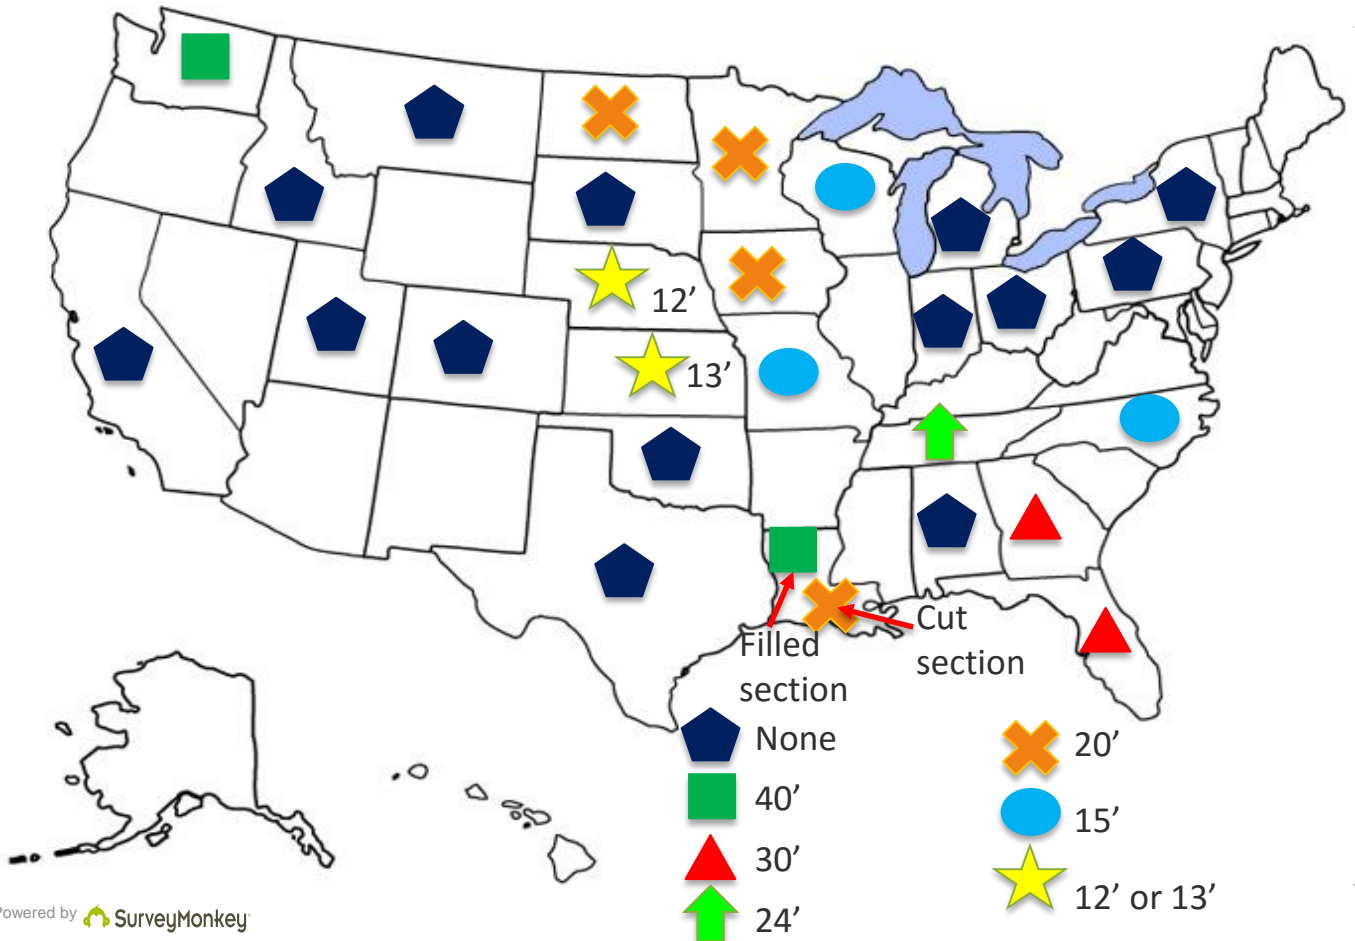 12’
13’
Filled
section
Cut
section
None
40’
30’
24’
20’
15’
12’ or 13’
Powered by SurveyMonkey